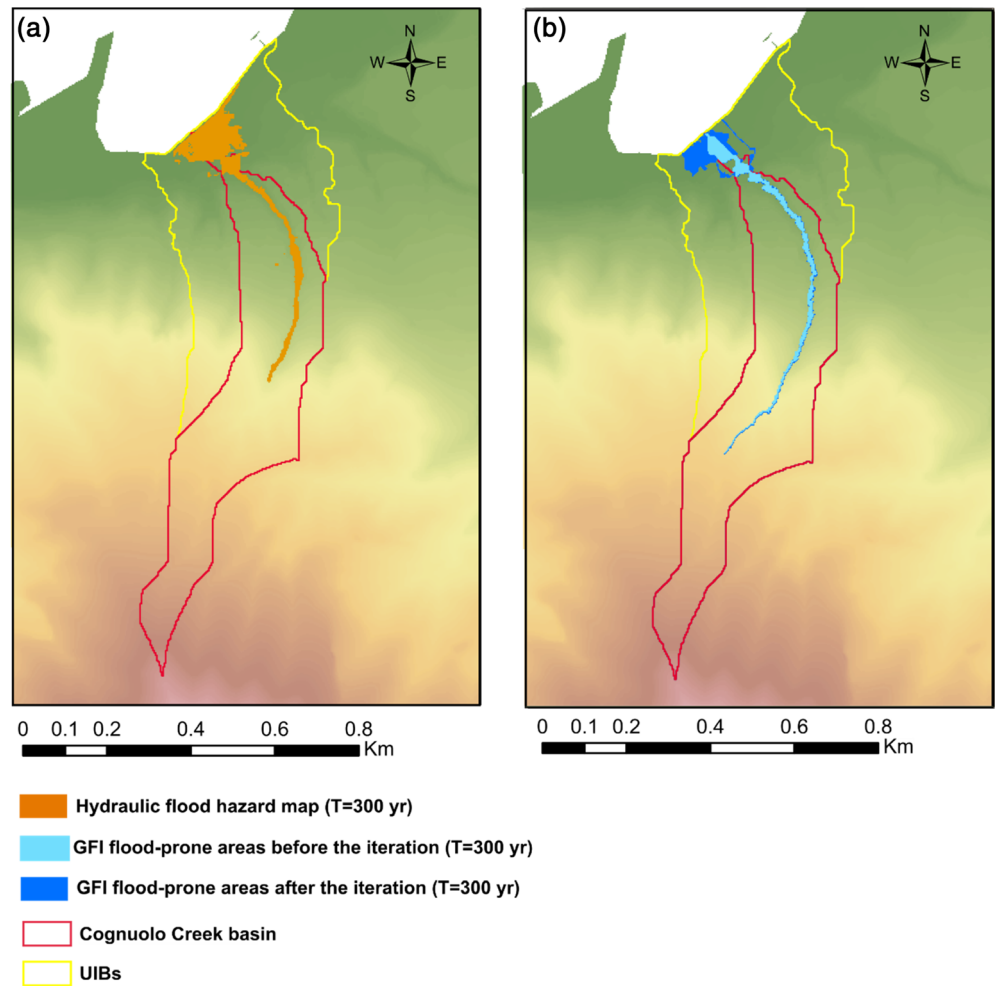 (a)
N
W E
S
(b)
N
W E
S
0 0.1 0.2 0.4 0.6 0.8
Km
0 0.1 0.2 0.4 0.6 0.8
Km
Hydraulic flood hazard map (T=300 yr)
GFI flood-prone areas before the iteration (T=300 yr)
GFI flood-prone areas after the iteration (T=300 yr)
Cognuolo Creek basin
UIBs